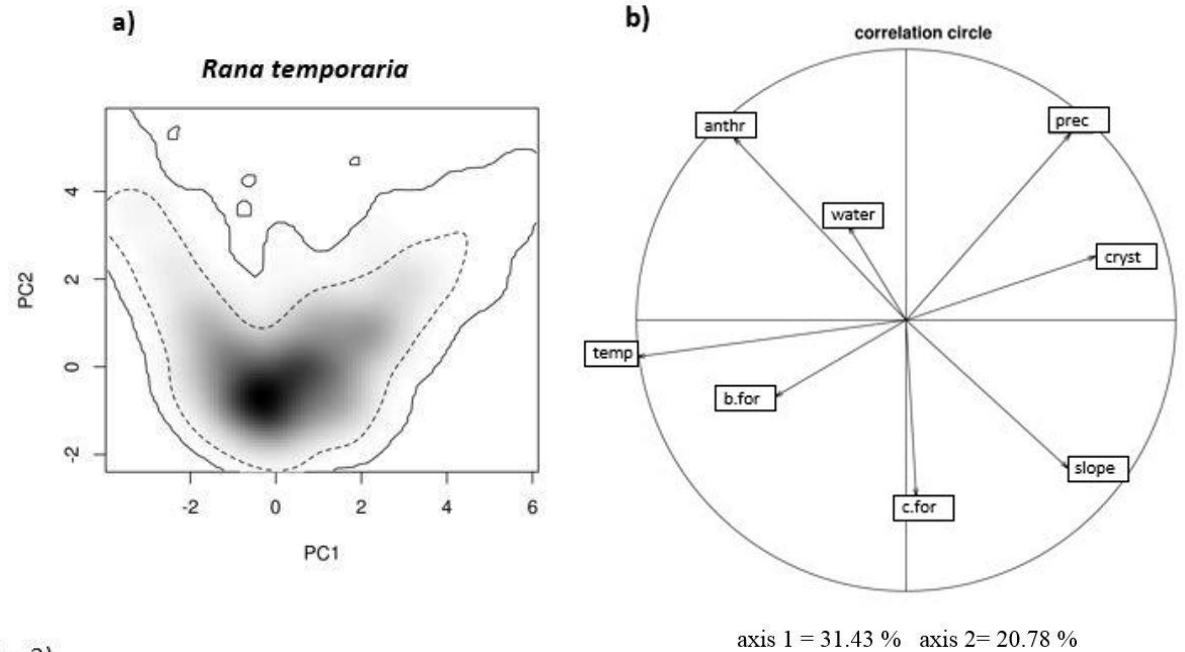 a)
Rana temporaria
PC2
4
2
0
-2
-2
0
2
4
6
PC1
b)
correlation circle
anthr
prec
water
cryst
temp
b.for
slope
c.for
axis 1 = 31.43 % axis 2= 20.78 %